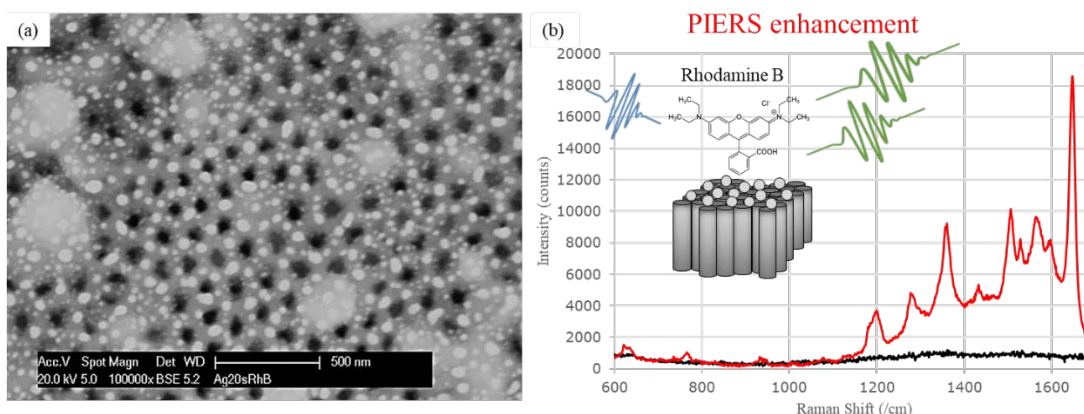 (a)
Acc.V Spot Magn Det WD
500 nm
20.0 kV 5.0 100000x BSE 5.2 Ag20sRhB
(b)
PIERS enhancement
Rhodamine B
Cl-
H3C
CH3
N
O
N
+
H3C
CH3
COOH
Intensity (counts)
20000
18000
16000
14000
12000
10000
8000
6000
4000
2000
0
600 800 1000 1200 1400 1600
Raman Shift (/cm)